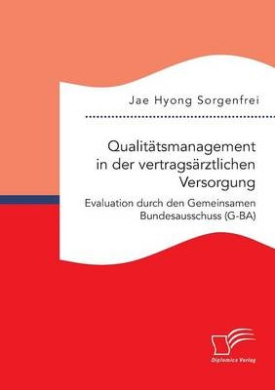 Jae Hyong Sorgenfrei
Qualitätsmanagement
in der vertragsärztlichen
Versorgung
Evaluation durch den Gemeinsamen
Bundesausschuss (G-BA)
Diplomica Verlag